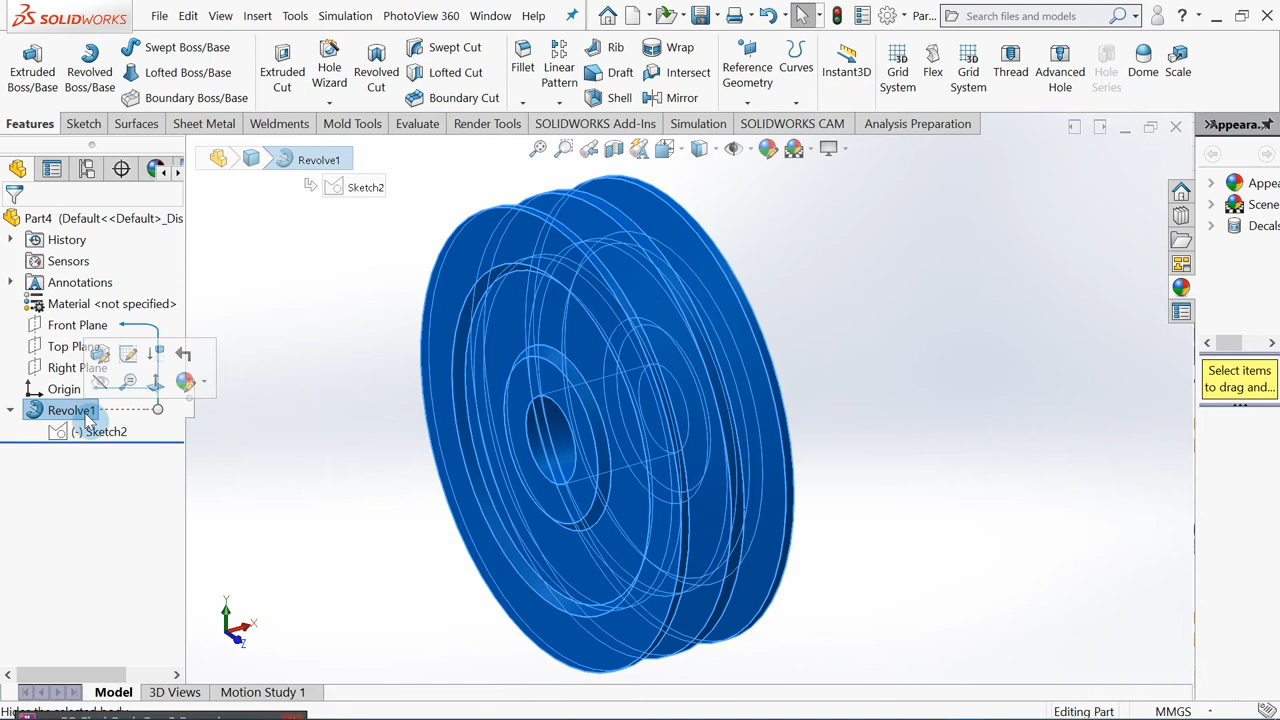 SOLIDWORKS
File Edit View Insert Tools Simulation PhotoView 360 Window Help
Par...
Search files and models
Extruded Boss/Base
Revolved Boss/Base
Swept Boss/Base
Lofted Boss/Base
Boundary Boss/Base
Extruded Cut
Hole Wizard
Revolved Cut
Swept Cut
Lofted Cut
Boundary Cut
Fillet
Linear Pattern
Rib
Draft
Shell
Wrap
Intersect
Mirror
Reference Geometry
Curves
Instant3D
Grid System
Flex
Grid System
Thread
Advanced Hole
Hole Series
Dome
Scale
Features Sketch Surfaces Sheet Metal Weldments Mold Tools Evaluate Render Tools SOLIDWORKS Add-Ins Simulation SOLIDWORKS CAM Analysis Preparation
Appeara...
Revolve1
Sketch2
Part4 (Default<<Default>_Dis
History
Sensors
Annotations
Material <not specified>
Front Plane
Top Plane
Right Plane
Origin
Revolve1
(-) Sketch2
Appea
Scene
Decals
Select items
to drag and...
Y
X
Z
Model 3D Views Motion Study 1
Editing Part
MMGS